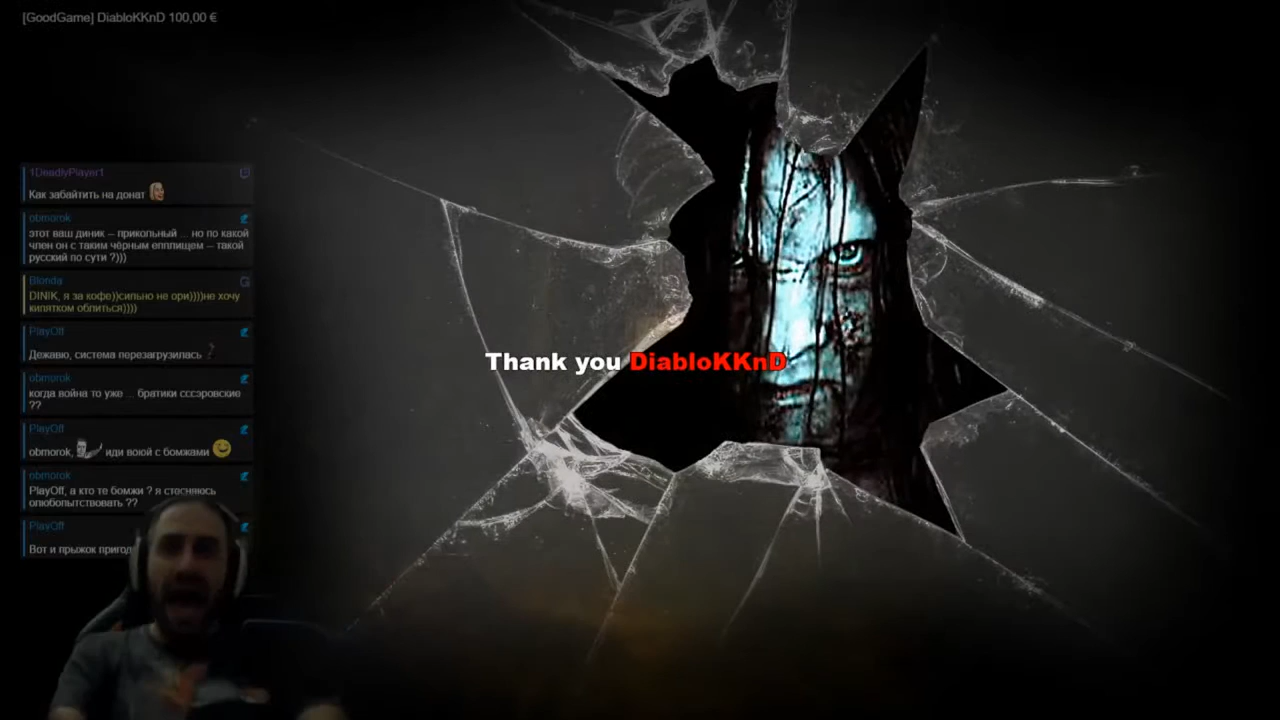 [GoodGame] DiabloKKnD 100,00 €
1DeadlyPlayer1
Как забайтить на донат
obmorok
этот ваш диник -- прикольный ... но по какой
член он с таким чёрным епплищем -- такой
русский по сути ?)))
Blonda
DINIK, я за кофе))сильно не ори))))не хочу
кипятком облиться))))
PlayOff
Дежавю, система перезагрузилась
obmorok
когда война то уже ... братики сссэровские
??
PlayOff
obmorok, иди воюй с бомжами
obmorok
PlayOff, а кто те бомжи ? я стесняюсь
олюбопытствовать ??
PlayOff
Вот и прыжок пригод
Thank you DiabloKKnD